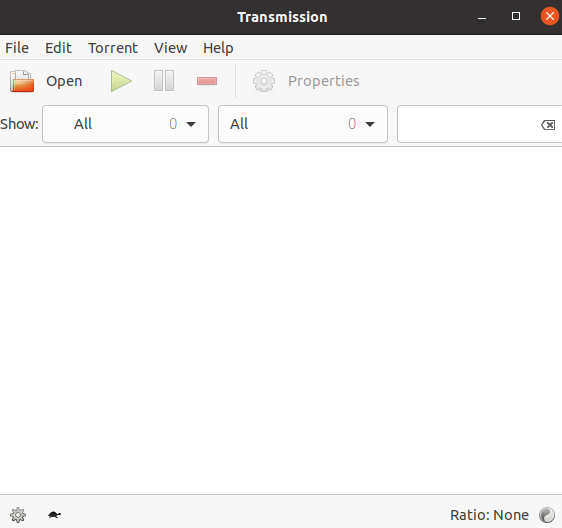 Transmission
File Edit Torrent View Help
Open Properties
Show: All 0 All 0
Ratio: None